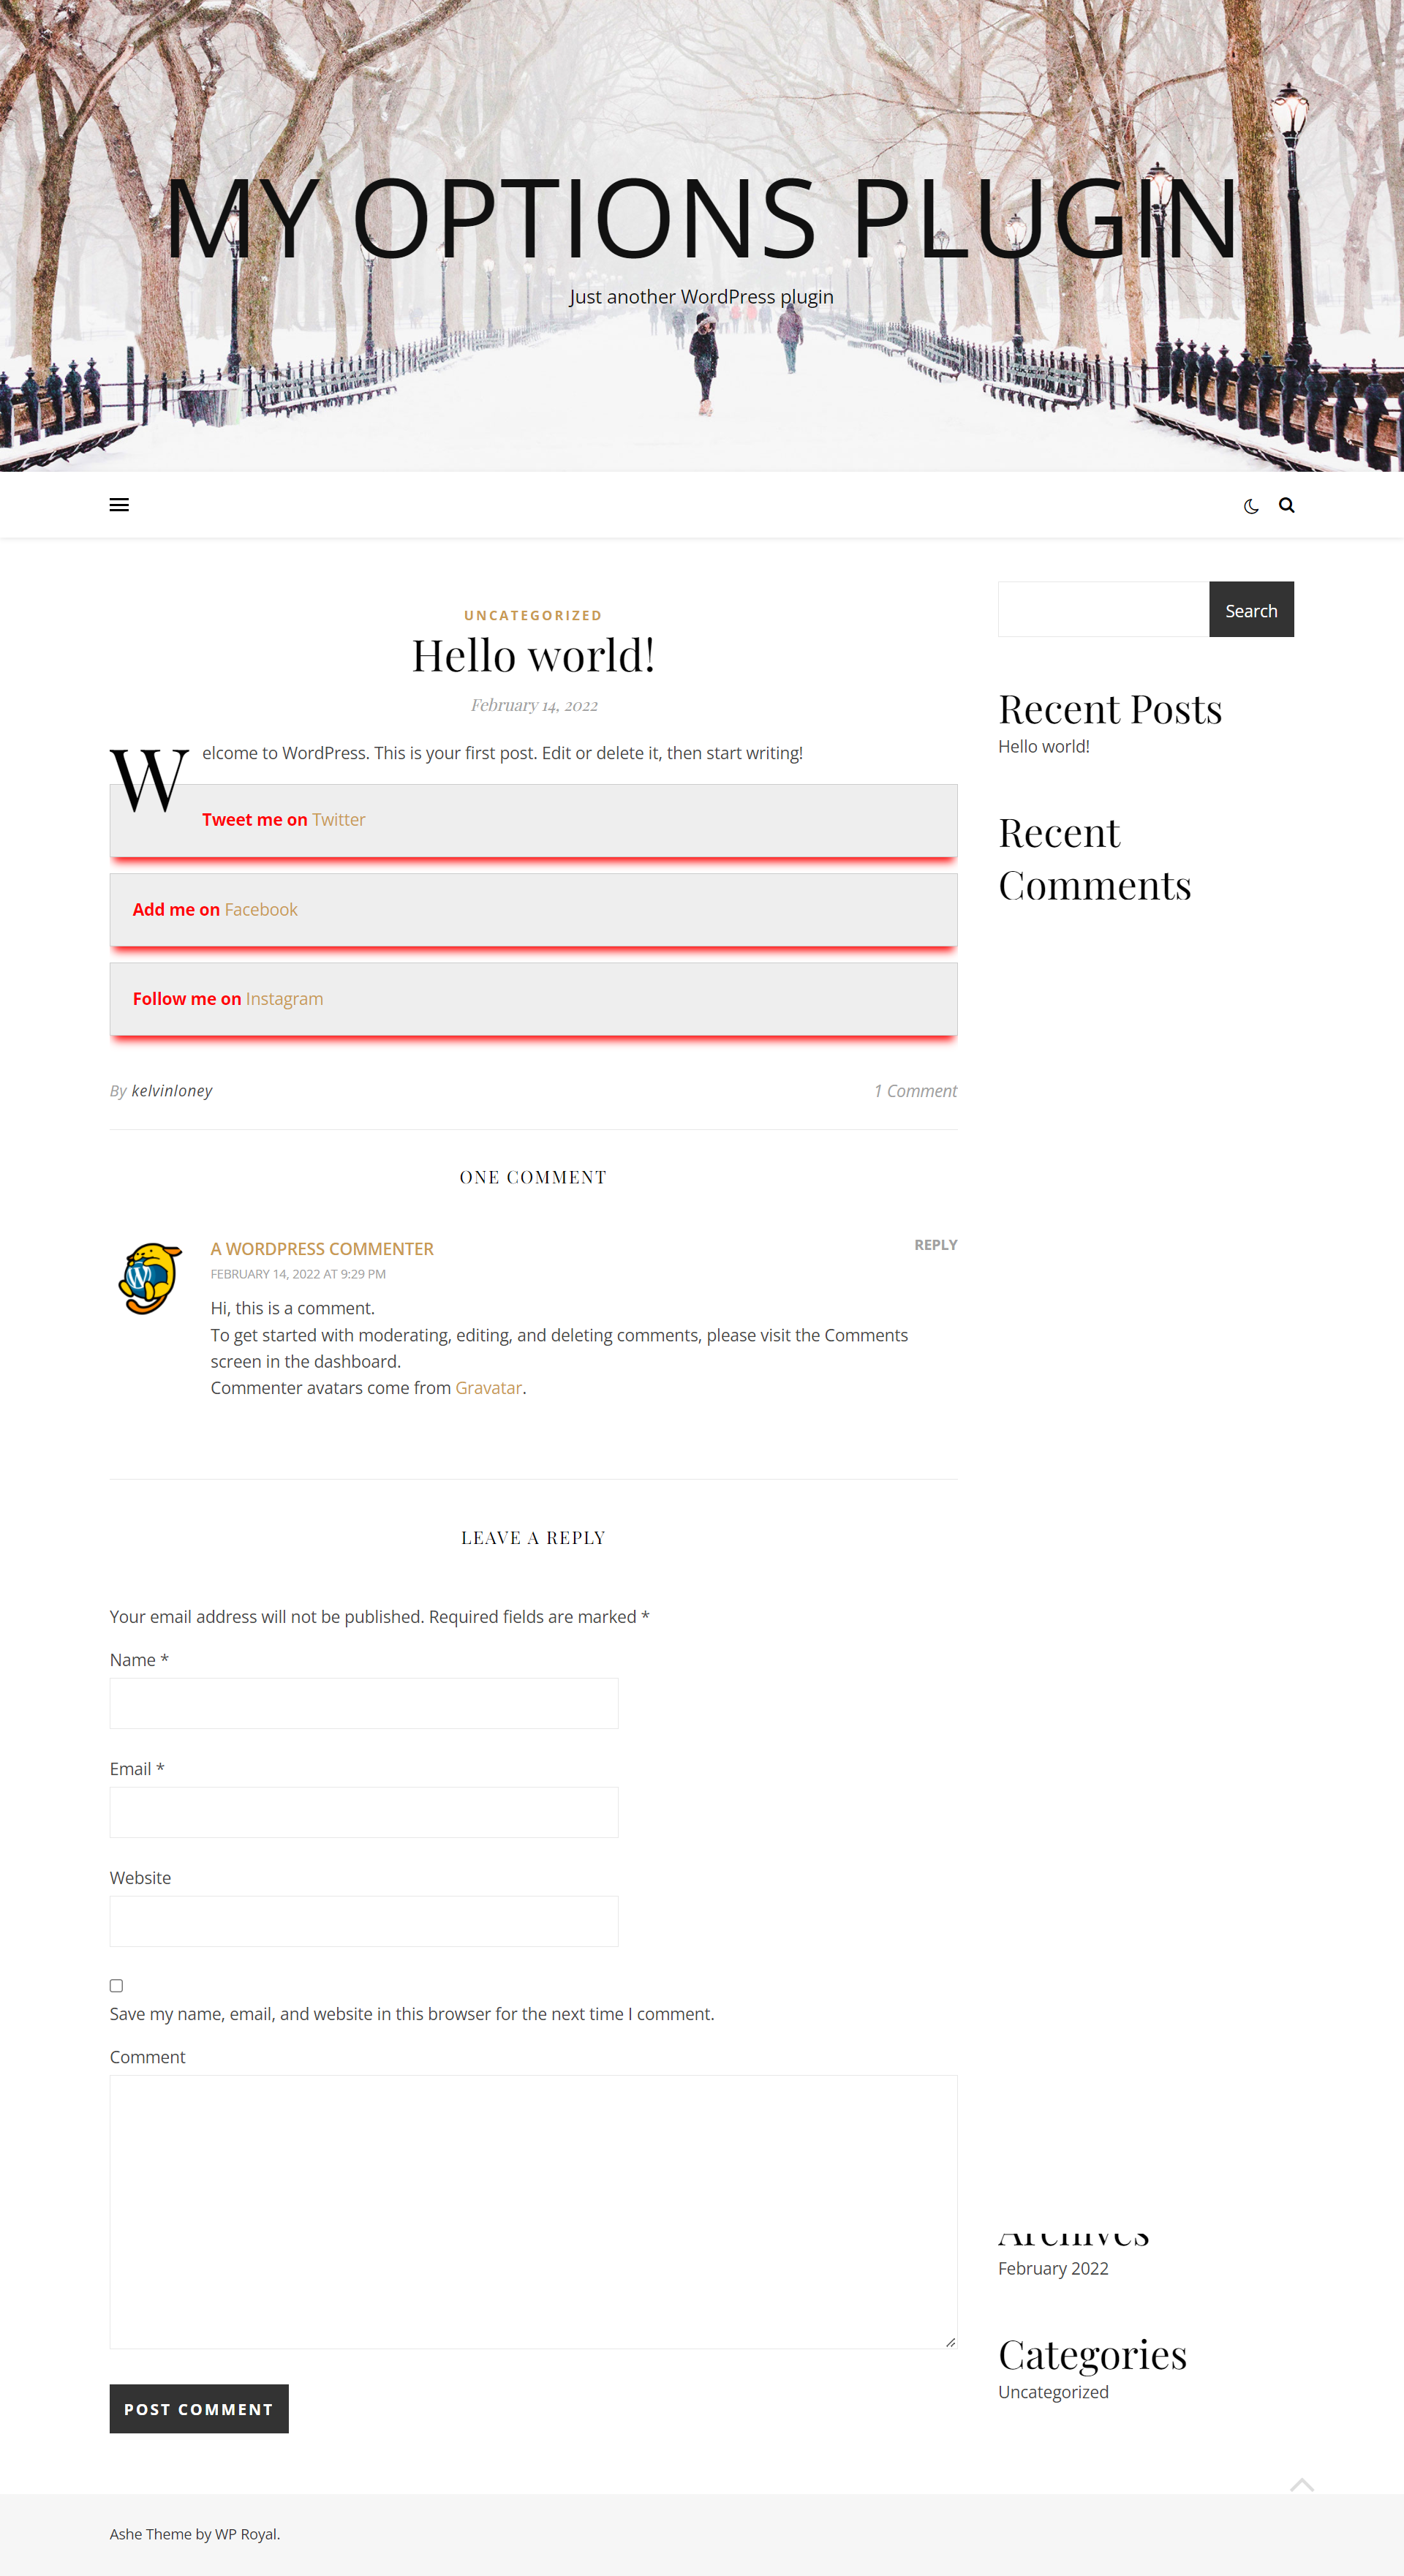 MY OPTIONS PLUGIN
Just another WordPress plugin
UNCATEGORIZED
Hello world!
February 14, 2022
Welcome to WordPress. This is your first post. Edit or delete it, then start writing!
Tweet me on Twitter
Add me on Facebook
Follow me on Instagram
By kelvinloney
1 Comment
ONE COMMENT
A WORDPRESS COMMENTER
REPLY
FEBRUARY 14, 2022 AT 9:29 PM
Hi, this is a comment.
To get started with moderating, editing, and deleting comments, please visit the Comments
screen in the dashboard.
Commenter avatars come from Gravatar.
LEAVE A REPLY
Your email address will not be published. Required fields are marked *
Name *
Email *
Website
Save my name, email, and website in this browser for the next time I comment.
Comment
POST COMMENT
Search
Recent Posts
Hello world!
Recent
Comments
Archives
February 2022
Categories
Uncategorized
Ashe Theme by WP Royal.